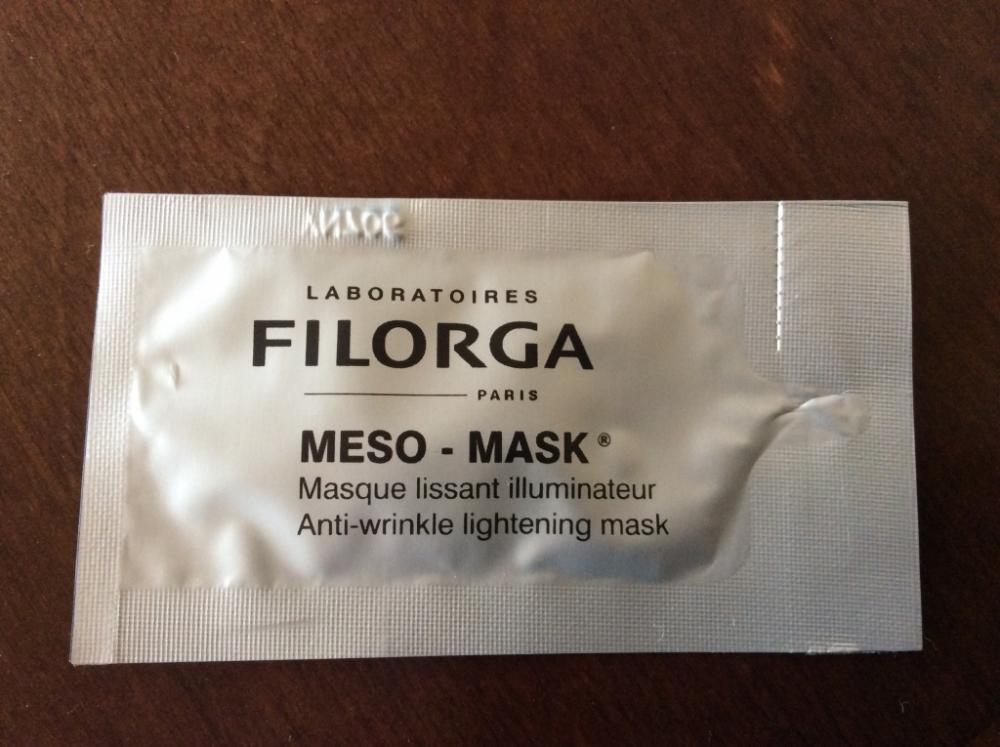 LABORATOIRES
FILORGA
PARIS
MESO - MASK®
Masque lissant illuminateur
Anti-wrinkle lightening mask